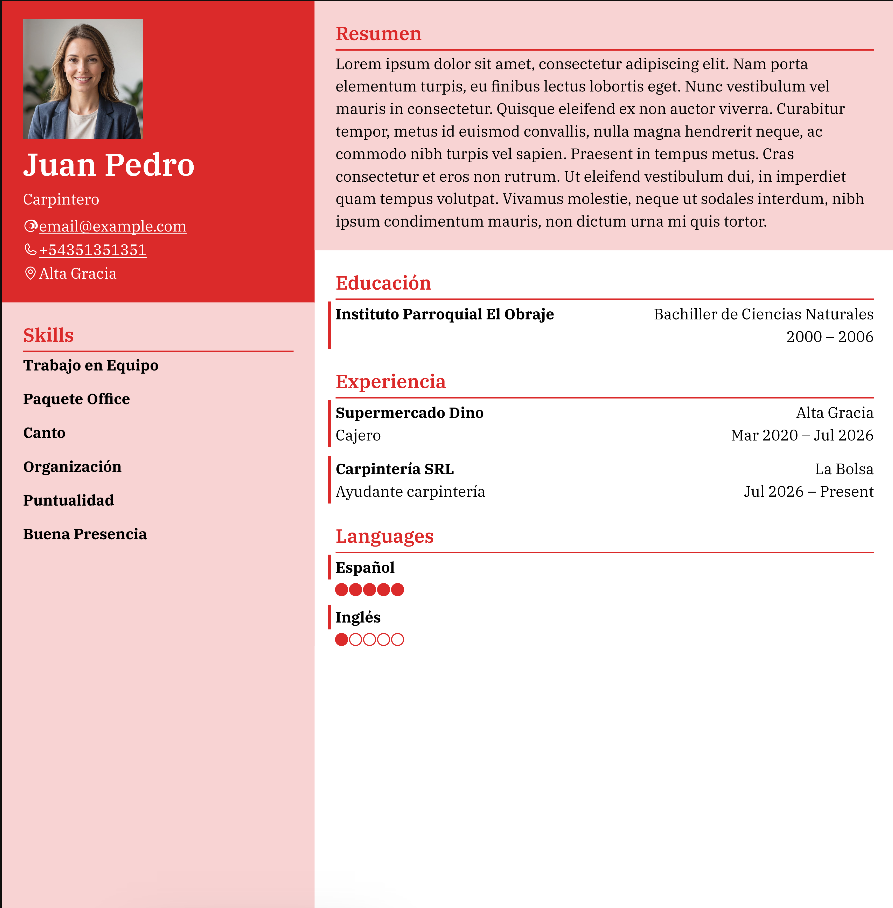 Juan Pedro
Carpintero
email@example.com
+54351351351
Alta Gracia
Skills
Trabajo en Equipo
Paquete Office
Canto
Organización
Puntualidad
Buena Presencia
Resumen
Lorem ipsum dolor sit amet, consectetur adipiscing elit. Nam porta
elementum turpis, eu finibus lectus lobortis eget. Nunc vestibulum vel
mauris in consectetur. Quisque eleifend ex non auctor viverra. Curabitur
tempor, metus id euismod convallis, nulla magna hendrerit neque, ac
commodo nibh turpis vel sapien. Praesent in tempus metus. Cras
consectetur et eros non rutrum. Ut eleifend vestibulum dui, in imperdiet
quam tempus volutpat. Vivamus molestie, neque ut sodales interdum, nibh
ipsum condimentum mauris, non dictum urna mi quis tortor.
Educación
Instituto Parroquial El Obraje Bachiller de Ciencias Naturales
2000 – 2006
Experiencia
Supermercado Dino Alta Gracia
Cajero Mar 2020 – Jul 2026
Carpintería SRL La Bolsa
Ayudante carpintería Jul 2026 – Present
Languages
Español
Inglés